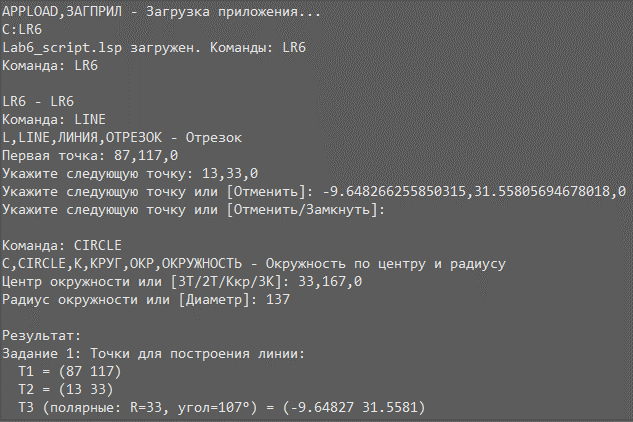 APPLOAD,ЗАГПРИЛ - Загрузка приложения...
C:LR6
Lab6_script.lsp загружен. Команды: LR6
Команда: LR6
LR6 - LR6
Команда: LINE
L,LINE,ЛИНИЯ,ОТРЕЗОК - Отрезок
Первая точка: 87,117,0
Укажите следующую точку: 13,33,0
Укажите следующую точку или [Отменить]: -9.648266255850315,31.55805694678018,0
Укажите следующую точку или [Отменить/Замкнуть]:
Команда: CIRCLE
C,CIRCLE,К,КРУГ,ОКР,ОКРУЖНОСТЬ - Окружность по центру и радиусу
Центр окружности или [3Т/2Т/Ккр/3К]: 33,167,0
Радиус окружности или [Диаметр]: 137
Результат:
Задание 1: Точки для построения линии:
T1 = (87 117)
T2 = (13 33)
T3 (полярные: R=33, угол=107°) = (-9.64827 31.5581)